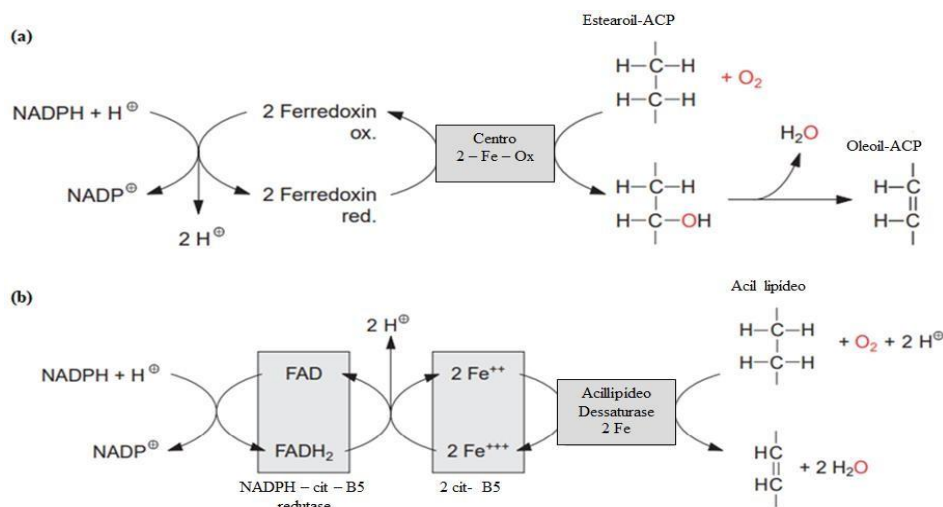 (a)
Estearoil-ACP
H–C–H
H–C–H
+ O₂
NADPH + H⊕
2 Ferredoxin
ox.
Centro
2 – Fe – Ox
H₂O
Oleoil-ACP
NADP⊕
2 H⊕
2 Ferredoxin
red.
H–C–H
H–C–OH
H–C
H–C
(b)
Acil lipídeo
2 H⊕
H–C–H
H–C–H
+ O₂ + 2 H⊕
NADPH + H⊕
FAD
2 Fe⁺⁺
Acillipídeo
Dessaturase
2 Fe
NADP⊕
FADH₂
2 Fe⁺⁺⁺
HC
HC
+ 2 H₂O
NADPH – cit – B5
redutase
2 cit- B5